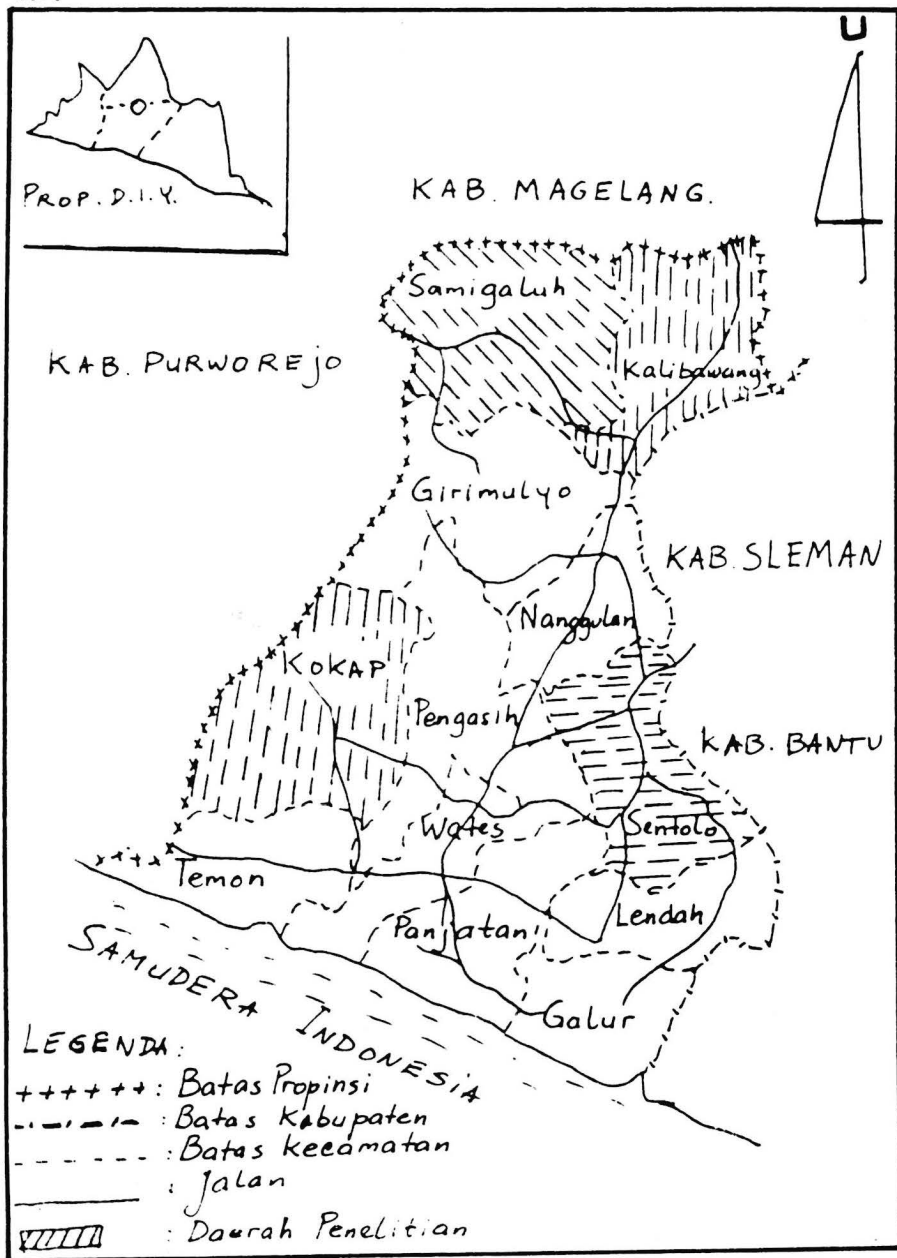 U
PROP. D.I.Y.
KAB. MAGELANG.
Samigaluh
KAB. PURWOREJO
Kalibawang
Girimulyo
KAB. SLEMAN
Nanggulan
KOKAP
Pengasih
KAB. BANTU
Wates
Sentolo
Temon
Lendah
Panjatan
Galur
SAMUDERA INDONESIA
LEGENDA:
++++++ : Batas Propinsi
-.-.-.- : Batas Kabupaten
- - - - - : Batas Kecamatan
: Jalan
: Daerah Penelitian